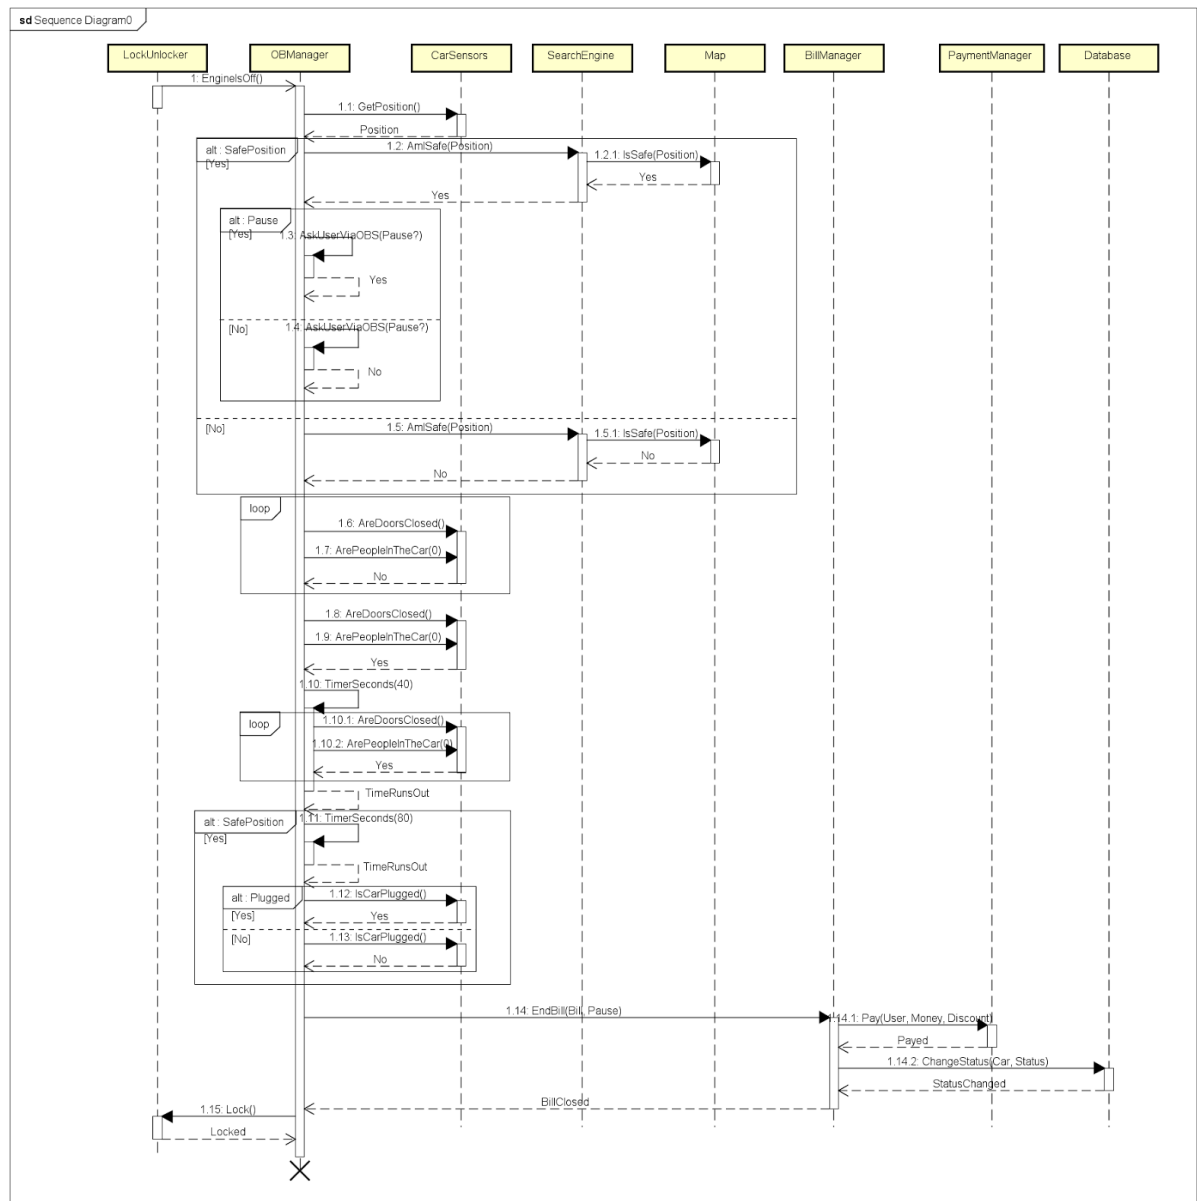 sd Sequence Diagram0
LockUnlocker OBManager CarSensors SearchEngine Map BillManager PaymentManager Database
1: EngineIsOff()
1.1: GetPosition()
Position
alt : SafePosition
1.2: AmISafe(Position)
1.2.1: IsSafe(Position)
[Yes]
Yes
Yes
alt : Pause
[Yes]
1.3: AskUserViaOBS(Pause?)
Yes
[No]
1.4: AskUserViaOBS(Pause?)
No
[No]
1.5: AmISafe(Position)
1.5.1: IsSafe(Position)
No
No
loop
1.6: AreDoorsClosed()
1.7: ArePeopleInTheCar(0)
No
1.8: AreDoorsClosed()
1.9: ArePeopleInTheCar(0)
Yes
1.10: TimerSeconds(40)
loop
1.10.1: AreDoorsClosed()
1.10.2: ArePeopleInTheCar(0)
Yes
TimeRunsOut
alt : SafePosition
1.11: TimerSeconds(80)
[Yes]
TimeRunsOut
alt : Plugged
1.12: IsCarPlugged()
[Yes]
Yes
[No]
1.13: IsCarPlugged()
No
1.14: EndBill(Bill, Pause)
1.14.1: Pay(User, Money, Discount)
Payed
1.14.2: ChangeStatus(Car, Status)
StatusChanged
BillClosed
1.15: Lock()
Locked